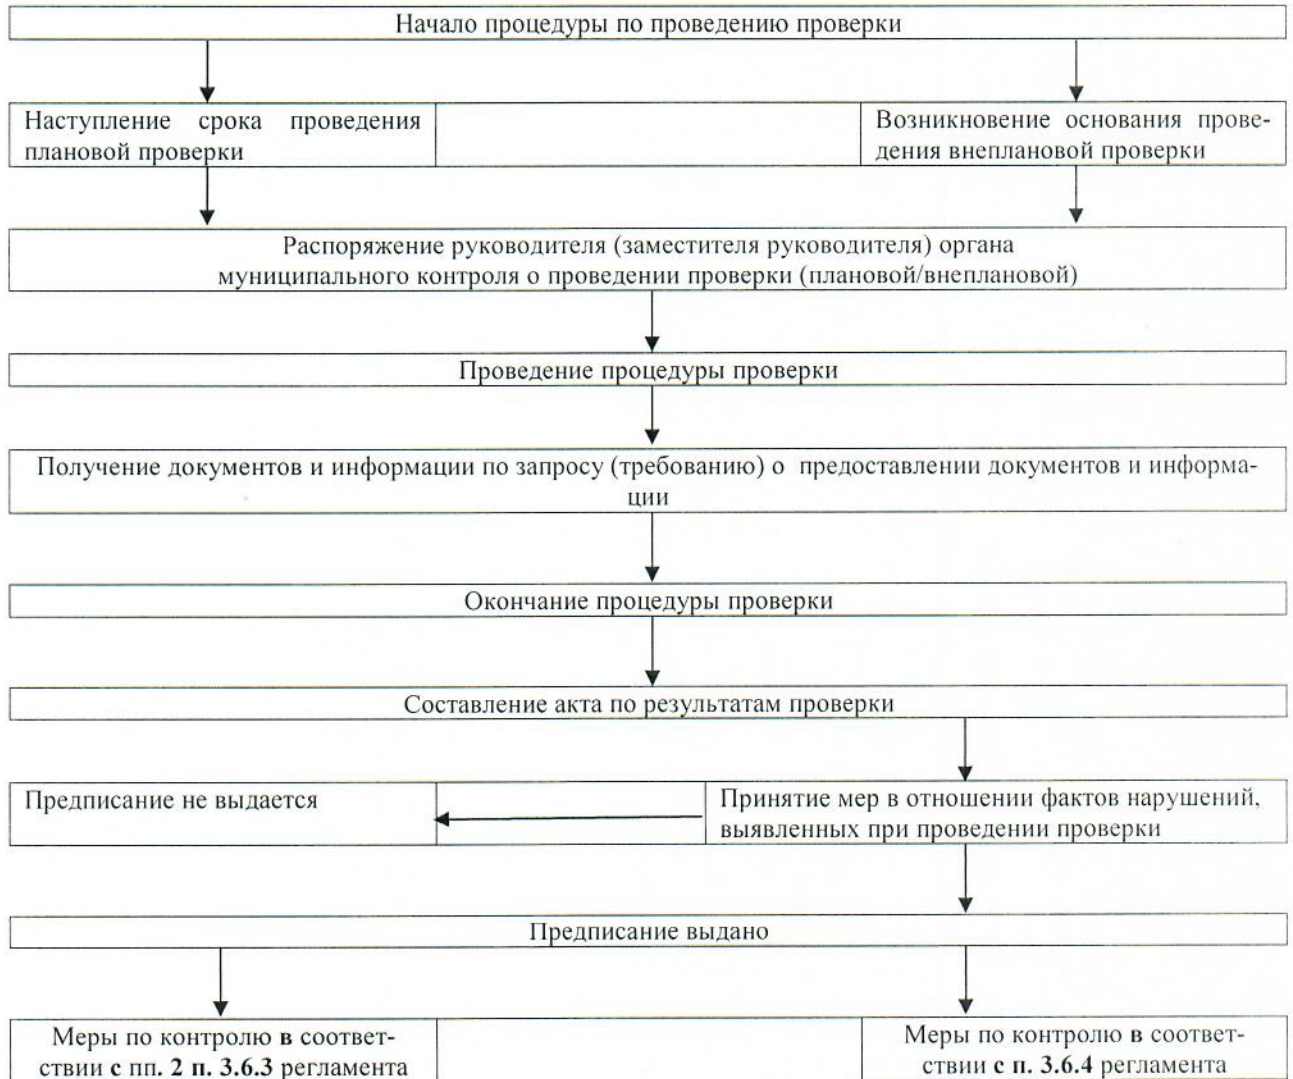 Начало процедуры по проведению проверки
Наступление срока проведения
плановой проверки
Возникновение основания прове-
дения внеплановой проверки
Распоряжение руководителя (заместителя руководителя) органа
муниципального контроля о проведении проверки (плановой/внеплановой)
Проведение процедуры проверки
Получение документов и информации по запросу (требованию) о предоставлении документов и информа-
ции
Окончание процедуры проверки
Составление акта по результатам проверки
Предписание не выдается
Принятие мер в отношении фактов нарушений,
выявленных при проведении проверки
Предписание выдано
Меры по контролю в соответ-
ствии с пп. 2 п. 3.6.3 регламента
Меры по контролю в соответ-
ствии с п. 3.6.4 регламента